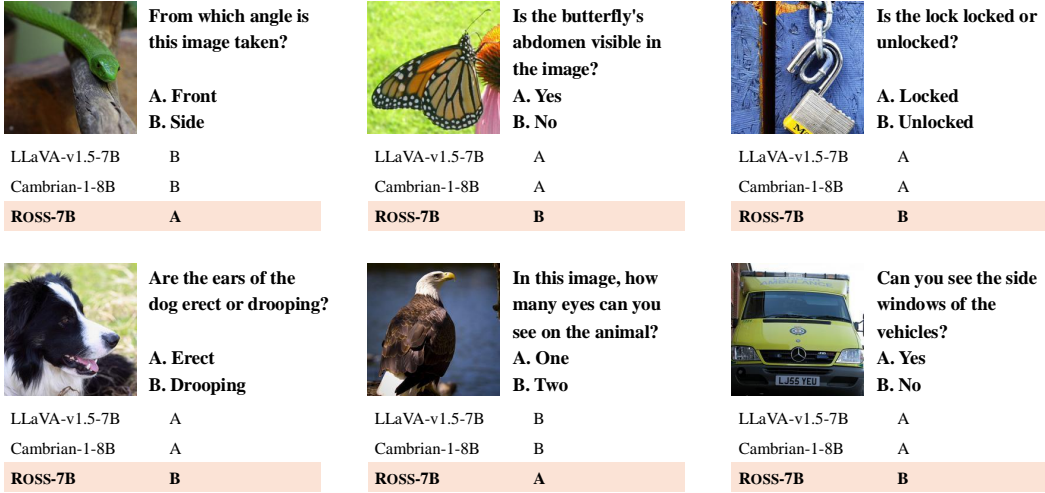 From which angle is
this image taken?
A. Front
B. Side
LLaVA-v1.5-7B B
Cambrian-1-8B B
ROSS-7B A
Is the butterfly's
abdomen visible in
the image?
A. Yes
B. No
LLaVA-v1.5-7B A
Cambrian-1-8B A
ROSS-7B B
Is the lock locked or
unlocked?
A. Locked
B. Unlocked
LLaVA-v1.5-7B A
Cambrian-1-8B A
ROSS-7B B
Are the ears of the
dog erect or drooping?
A. Erect
B. Drooping
LLaVA-v1.5-7B A
Cambrian-1-8B A
ROSS-7B B
In this image, how
many eyes can you
see on the animal?
A. One
B. Two
LLaVA-v1.5-7B B
Cambrian-1-8B B
ROSS-7B A
LJ55 YEU
Can you see the side
windows of the
vehicles?
A. Yes
B. No
LLaVA-v1.5-7B A
Cambrian-1-8B A
ROSS-7B B